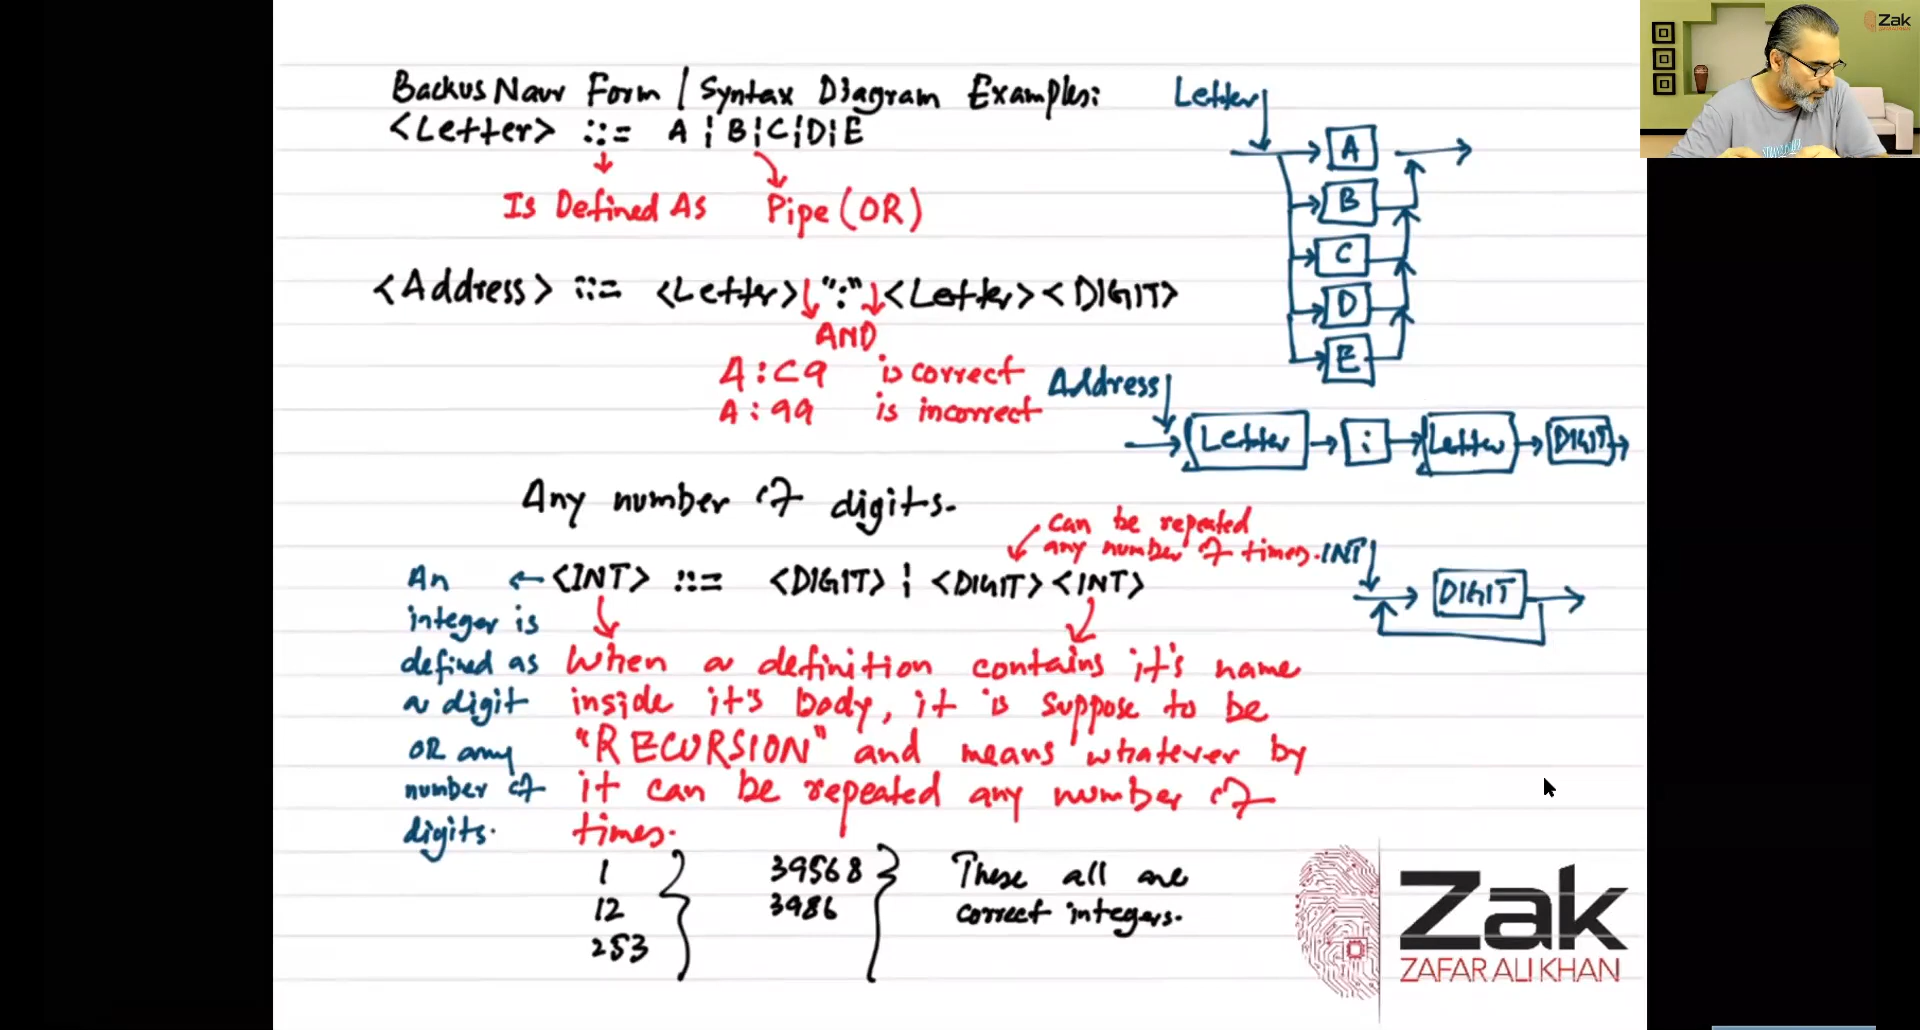 Backus Naur Form / Syntax Diagram Examples:
<Letter> ::= A | B | C | D | E
Is Defined As Pipe (OR)
<Address> ::= <Letter> ":" <Letter> <DIGIT>
AND
A : C9 is correct
A : 99 is incorrect
Any number of digits.
can be repeated
any number of times.
<INT> ::= <DIGIT> | <DIGIT> <INT>
An
integer is
defined as
a digit
OR any
number of
digits.
When a definition contains it's name
inside it's body, it is suppose to be
"RECURSION" and means whatever by
it can be repeated any number of
times.
1
12
253
39568
3986
These all are
correct integers.
Letter
A
B
C
D
E
Address
Letter : Letter DIGIT
INT
DIGIT
Zak
ZAFAR ALI KHAN
Zak
ZAFAR ALI KHAN